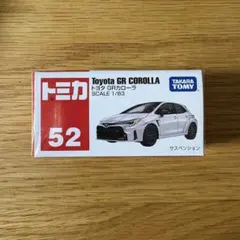 トミカ
52
Toyota GR COROLLA
トヨタ GRカローラ
SCALE 1/63
TAKARA
TOMY
サスペンション